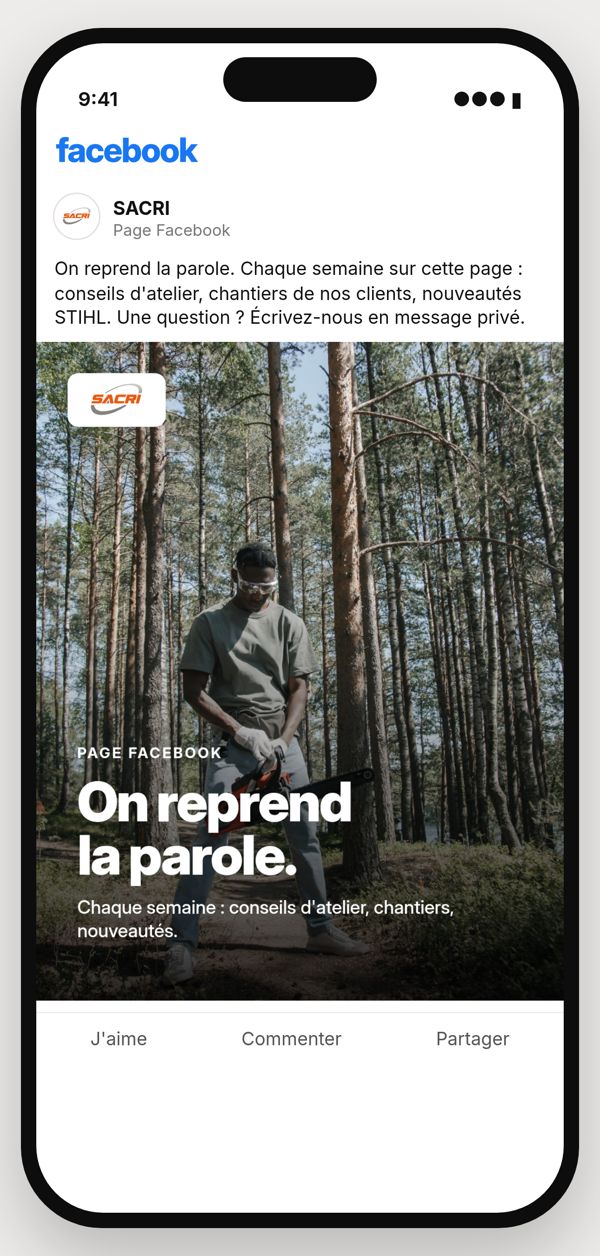 9:41
facebook
SACRI
SACRI
Page Facebook
On reprend la parole. Chaque semaine sur cette page :
conseils d'atelier, chantiers de nos clients, nouveautés
STIHL. Une question ? Écrivez-nous en message privé.
SACRI
PAGE FACEBOOK
On reprend
la parole.
Chaque semaine : conseils d'atelier, chantiers,
nouveautés.
J'aime
Commenter
Partager